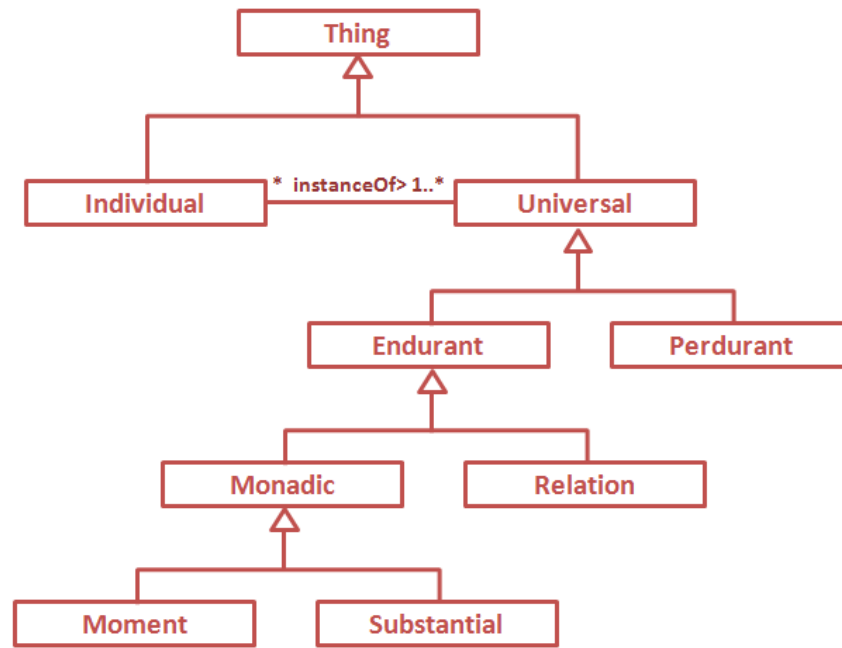 Thing
* instanceOf> 1..*
Individual
Universal
Endurant
Perdurant
Monadic
Relation
Moment
Substantial